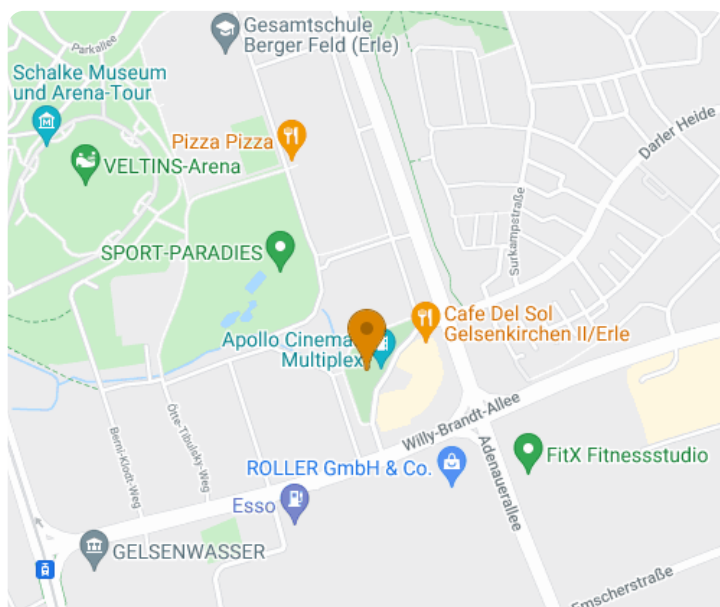 Gesamtschule
Berger Feld (Erle)
Parkallee
Schalke Museum
und Arena-Tour
Pizza Pizza
Darler Heide
VELTINS-Arena
Surkampstraße
SPORT-PARADIES
Cafe Del Sol
Gelsenkirchen II/Erle
Apollo Cinema
Multiplex
Willy-Brandt-Allee
Berni-Klodt-Weg
Ötte-Tibulsky-Weg
Adenauerallee
FitX Fitnessstudio
ROLLER GmbH & Co.
Esso
GELSENWASSER
Emscherstraße